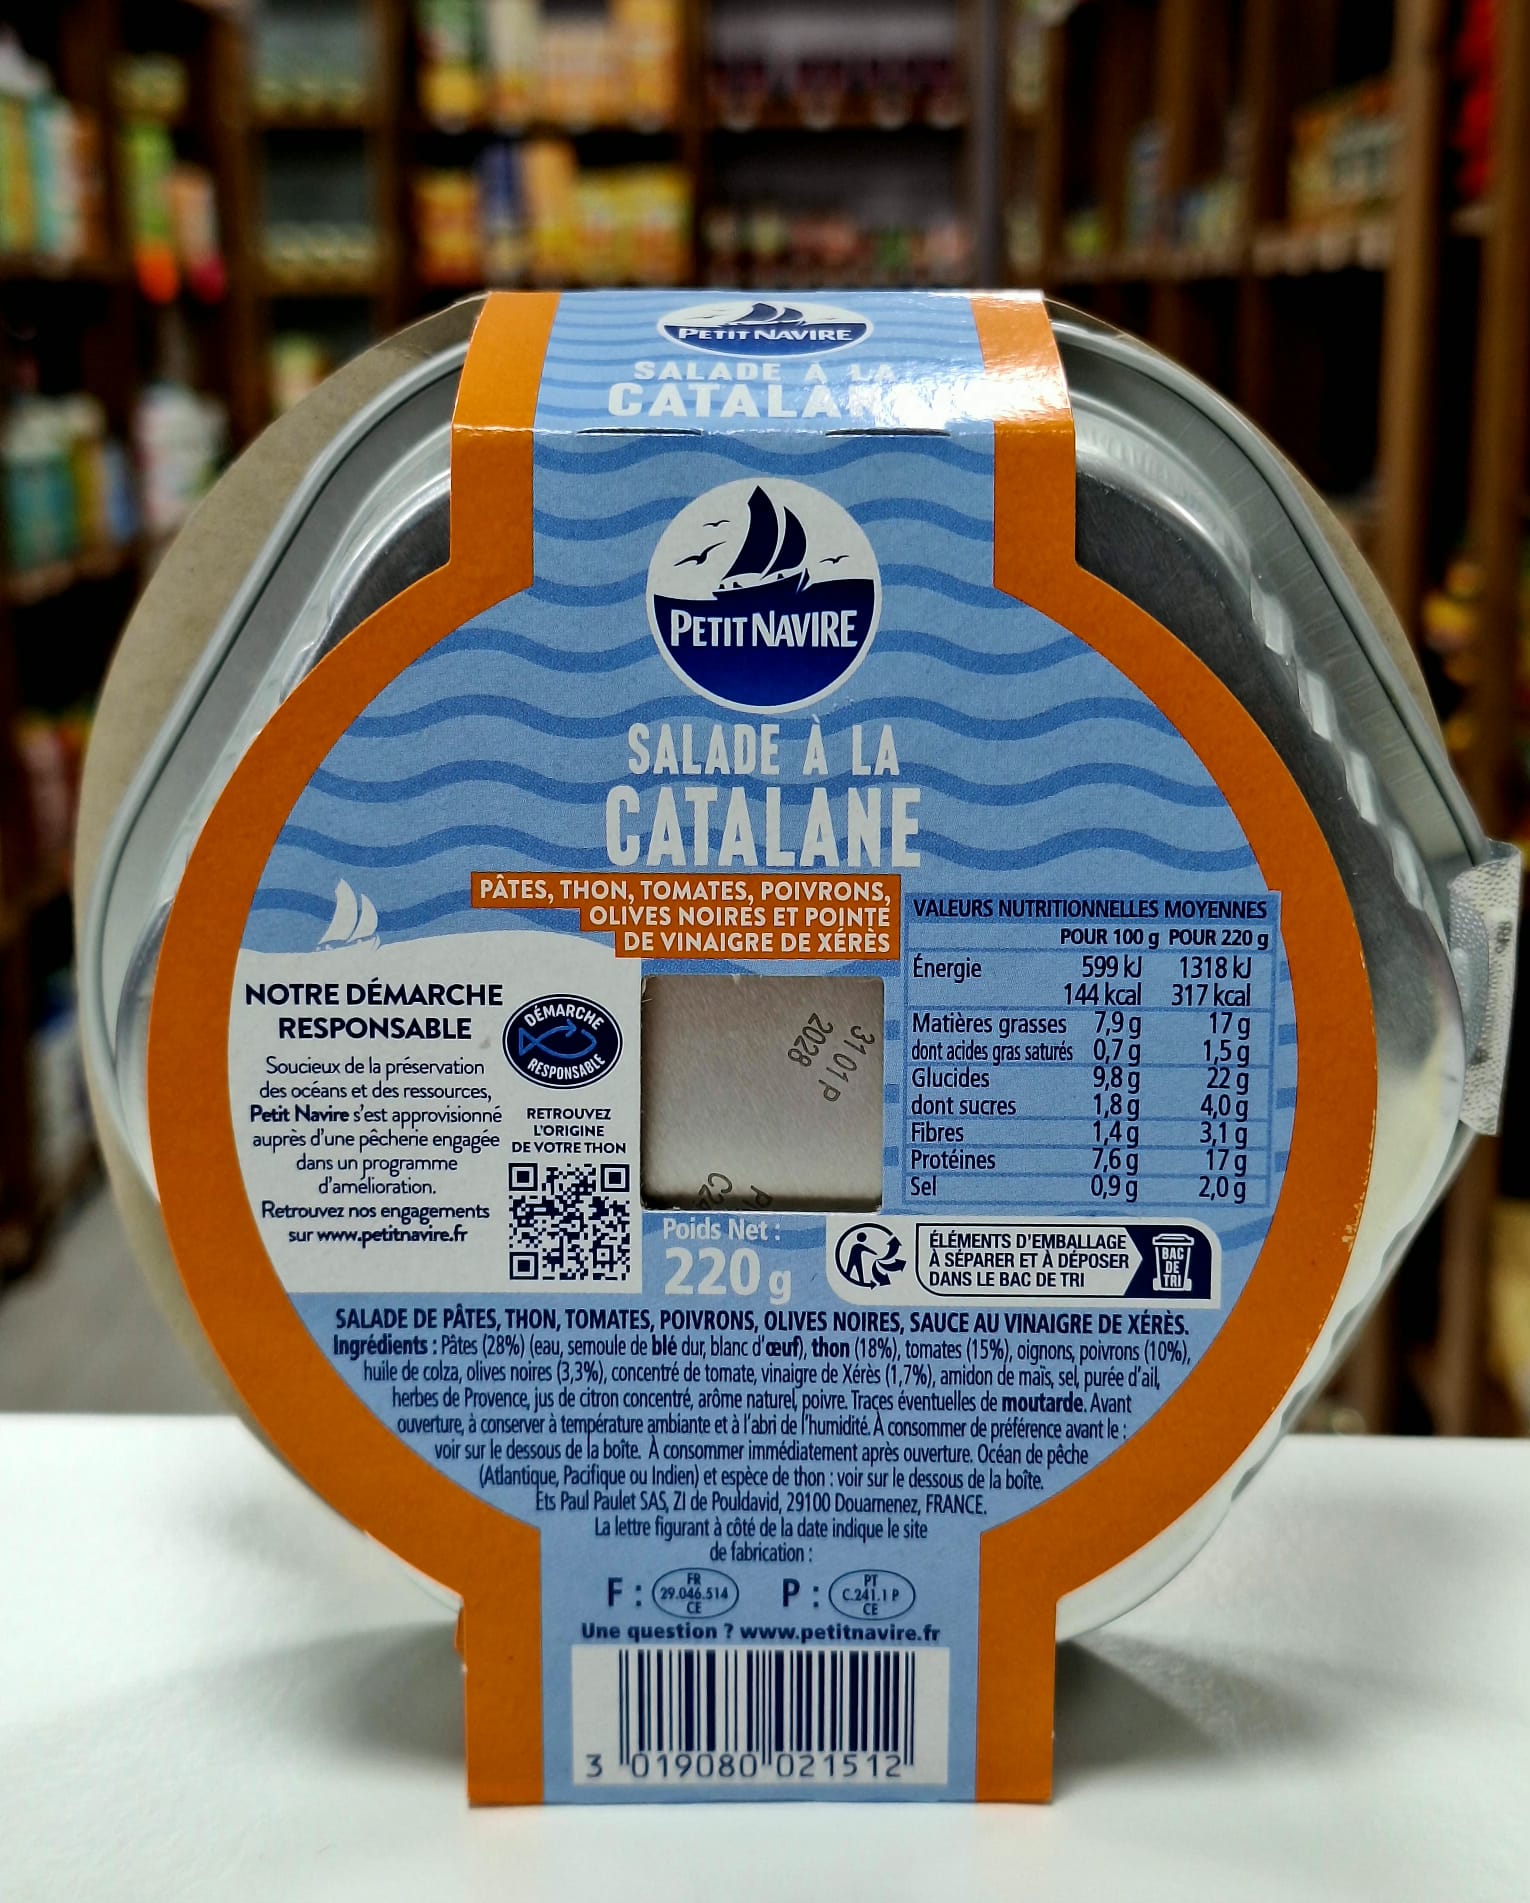 PETIT NAVIRE
SALADE À LA
PETIT NAVIRE
SALADE À LA
CATALANE
PÂTES, THON, TOMATES, POIVRONS,
OLIVES NOIRES ET POINTE
DE VINAIGRE DE XÉRÈS
NOTRE DÉMARCHE
RESPONSABLE
Soucieux de la préservation
des océans et des ressources,
Petit Navire s'est approvisionné
auprès d'une pêcherie engagée
dans un programme
d'amélioration.
Retrouvez nos engagements
sur www.petitnavire.fr
DÉMARCHE
RESPONSABLE
RETROUVEZ
L'ORIGINE
DE VOTRE THON
31 01 P
2028
VALEURS NUTRITIONNELLES MOYENNES
POUR 100 g POUR 220 g
Énergie 599 kJ 1318 kJ
144 kcal 317 kcal
Matières grasses 7,9 g 17 g
dont acides gras saturés 0,7 g 1,5 g
Glucides 9,8 g 22 g
dont sucres 1,8 g 4,0 g
Fibres 1,4 g 3,1 g
Protéines 7,6 g 17 g
Sel 0,9 g 2,0 g
Poids Net :
220 g
ÉLÉMENTS D'EMBALLAGE
À SÉPARER ET À DÉPOSER
DANS LE BAC DE TRI
BAC
DE
TRI
SALADE DE PÂTES, THON, TOMATES, POIVRONS, OLIVES NOIRES, SAUCE AU VINAIGRE DE XÉRÈS.
Ingrédients : Pâtes (28%) (eau, semoule de blé dur, blanc d'œuf), thon (18%), tomates (15%), oignons, poivrons (10%),
huile de colza, olives noires (3,3%), concentré de tomate, vinaigre de Xérès (1,7%), amidon de maïs, sel, purée d'ail,
herbes de Provence, jus de citron concentré, arôme naturel, poivre. Traces éventuelles de moutarde. Avant
ouverture, à conserver à température ambiante et à l'abri de l'humidité. À consommer de préférence avant le :
voir sur le dessous de la boîte. À consommer immédiatement après ouverture. Océan de pêche
(Atlantique, Pacifique ou Indien) et espèce de thon : voir sur le dessous de la boîte.
Ets Paul Paulet SAS, ZI de Pouldavid, 29100 Douarnenez, FRANCE.
La lettre figurant à côté de la date indique le site
de fabrication :
F : FR 29.046.514 CE P : PT C.241.1 P CE
Une question ? www.petitnavire.fr
3 019080 021512